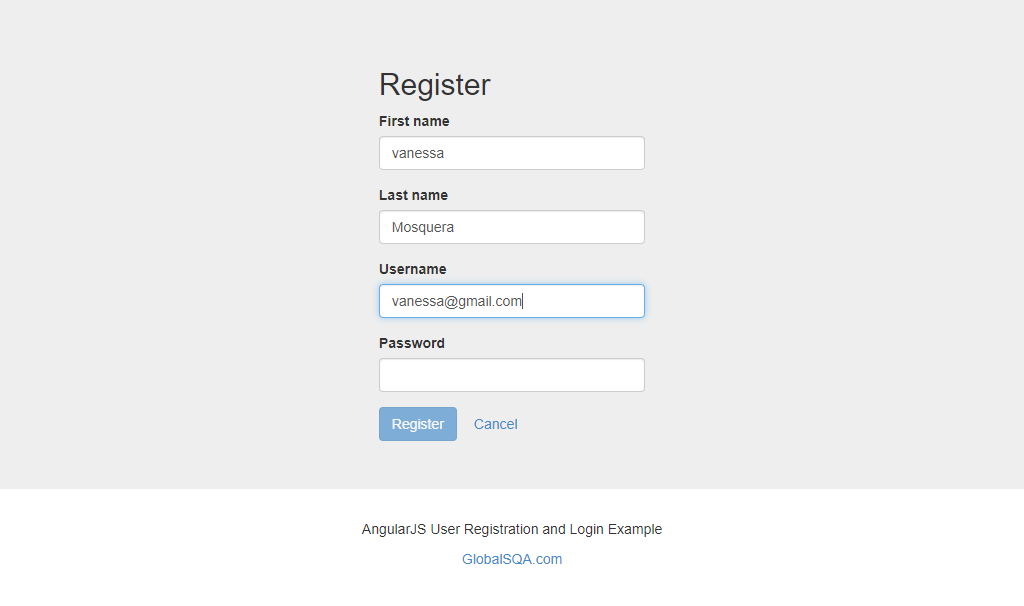 Register
First name
vanessa
Last name
Mosquera
Username
vanessa@gmail.com
Password
Register Cancel
AngularJS User Registration and Login Example
GlobalSQA.com